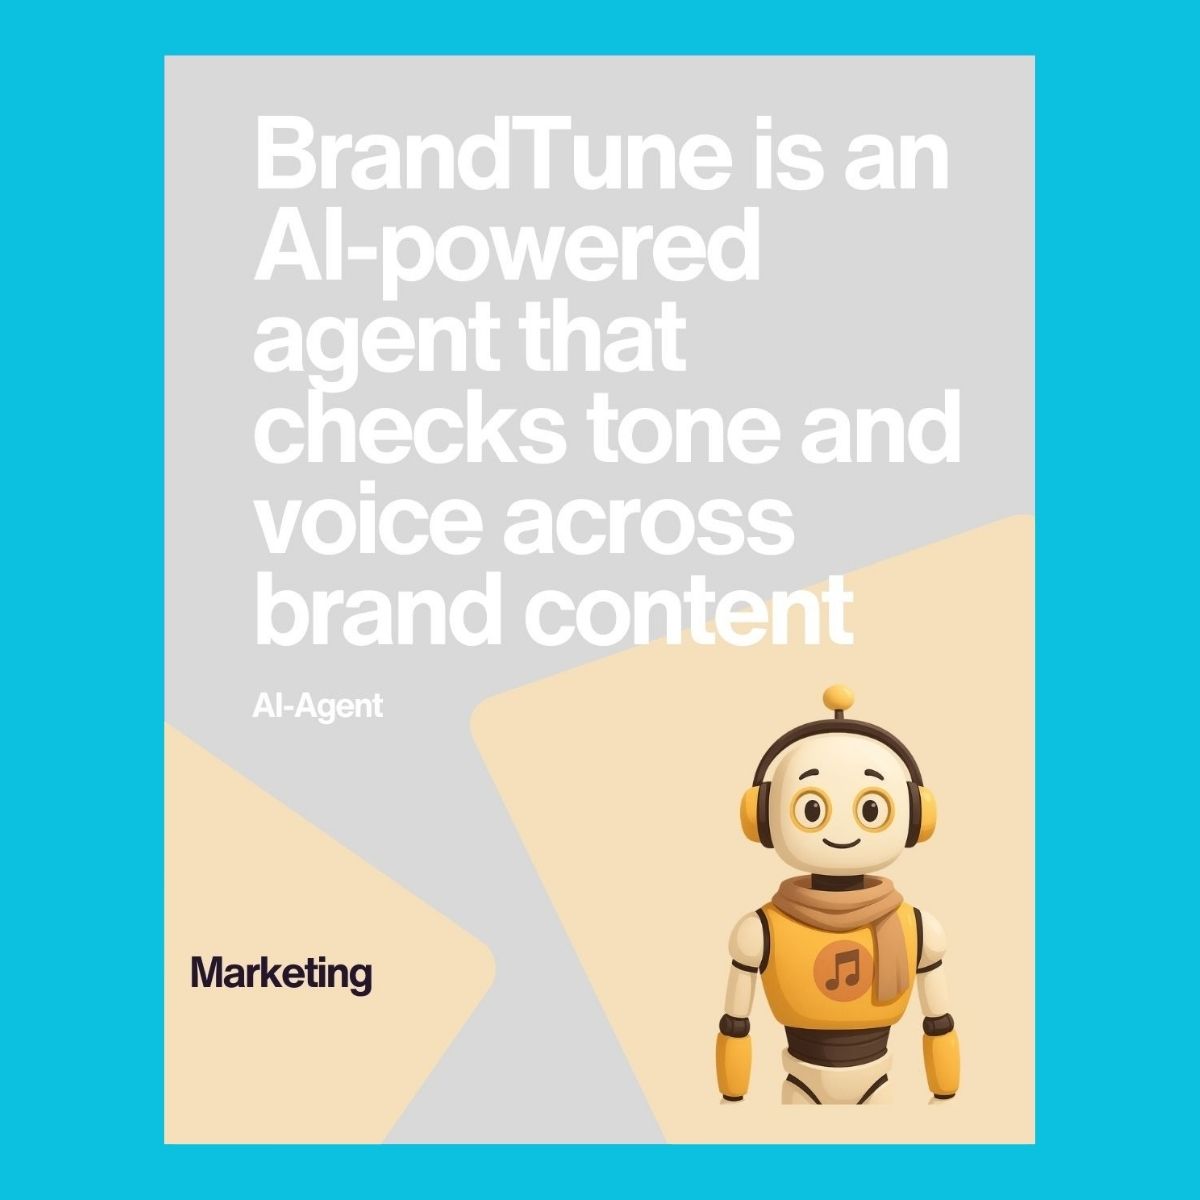 BrandTune is an
AI-powered
agent that
checks tone and
voice across
brand content
AI-Agent
Marketing